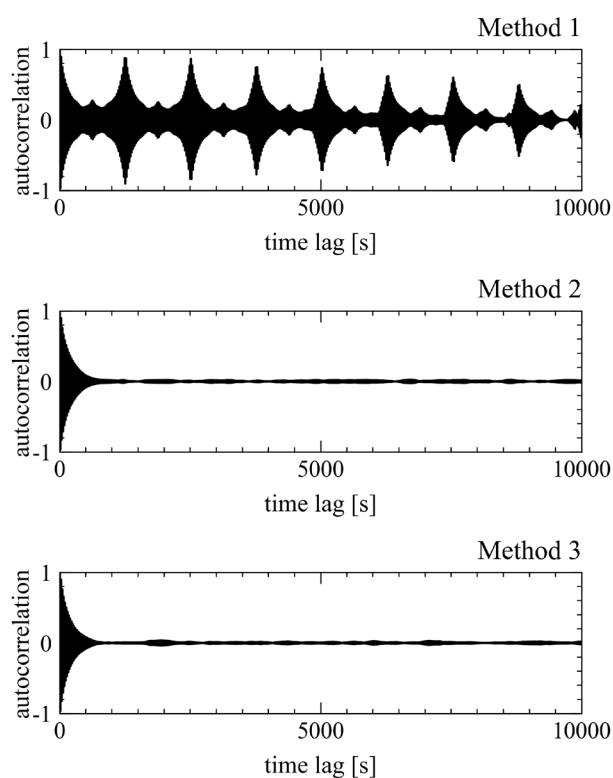 Method 1
1
0
-1
autocorrelation
0
5000
10000
time lag [s]
Method 2
1
0
-1
autocorrelation
0
5000
10000
time lag [s]
Method 3
1
0
-1
autocorrelation
0
5000
10000
time lag [s]